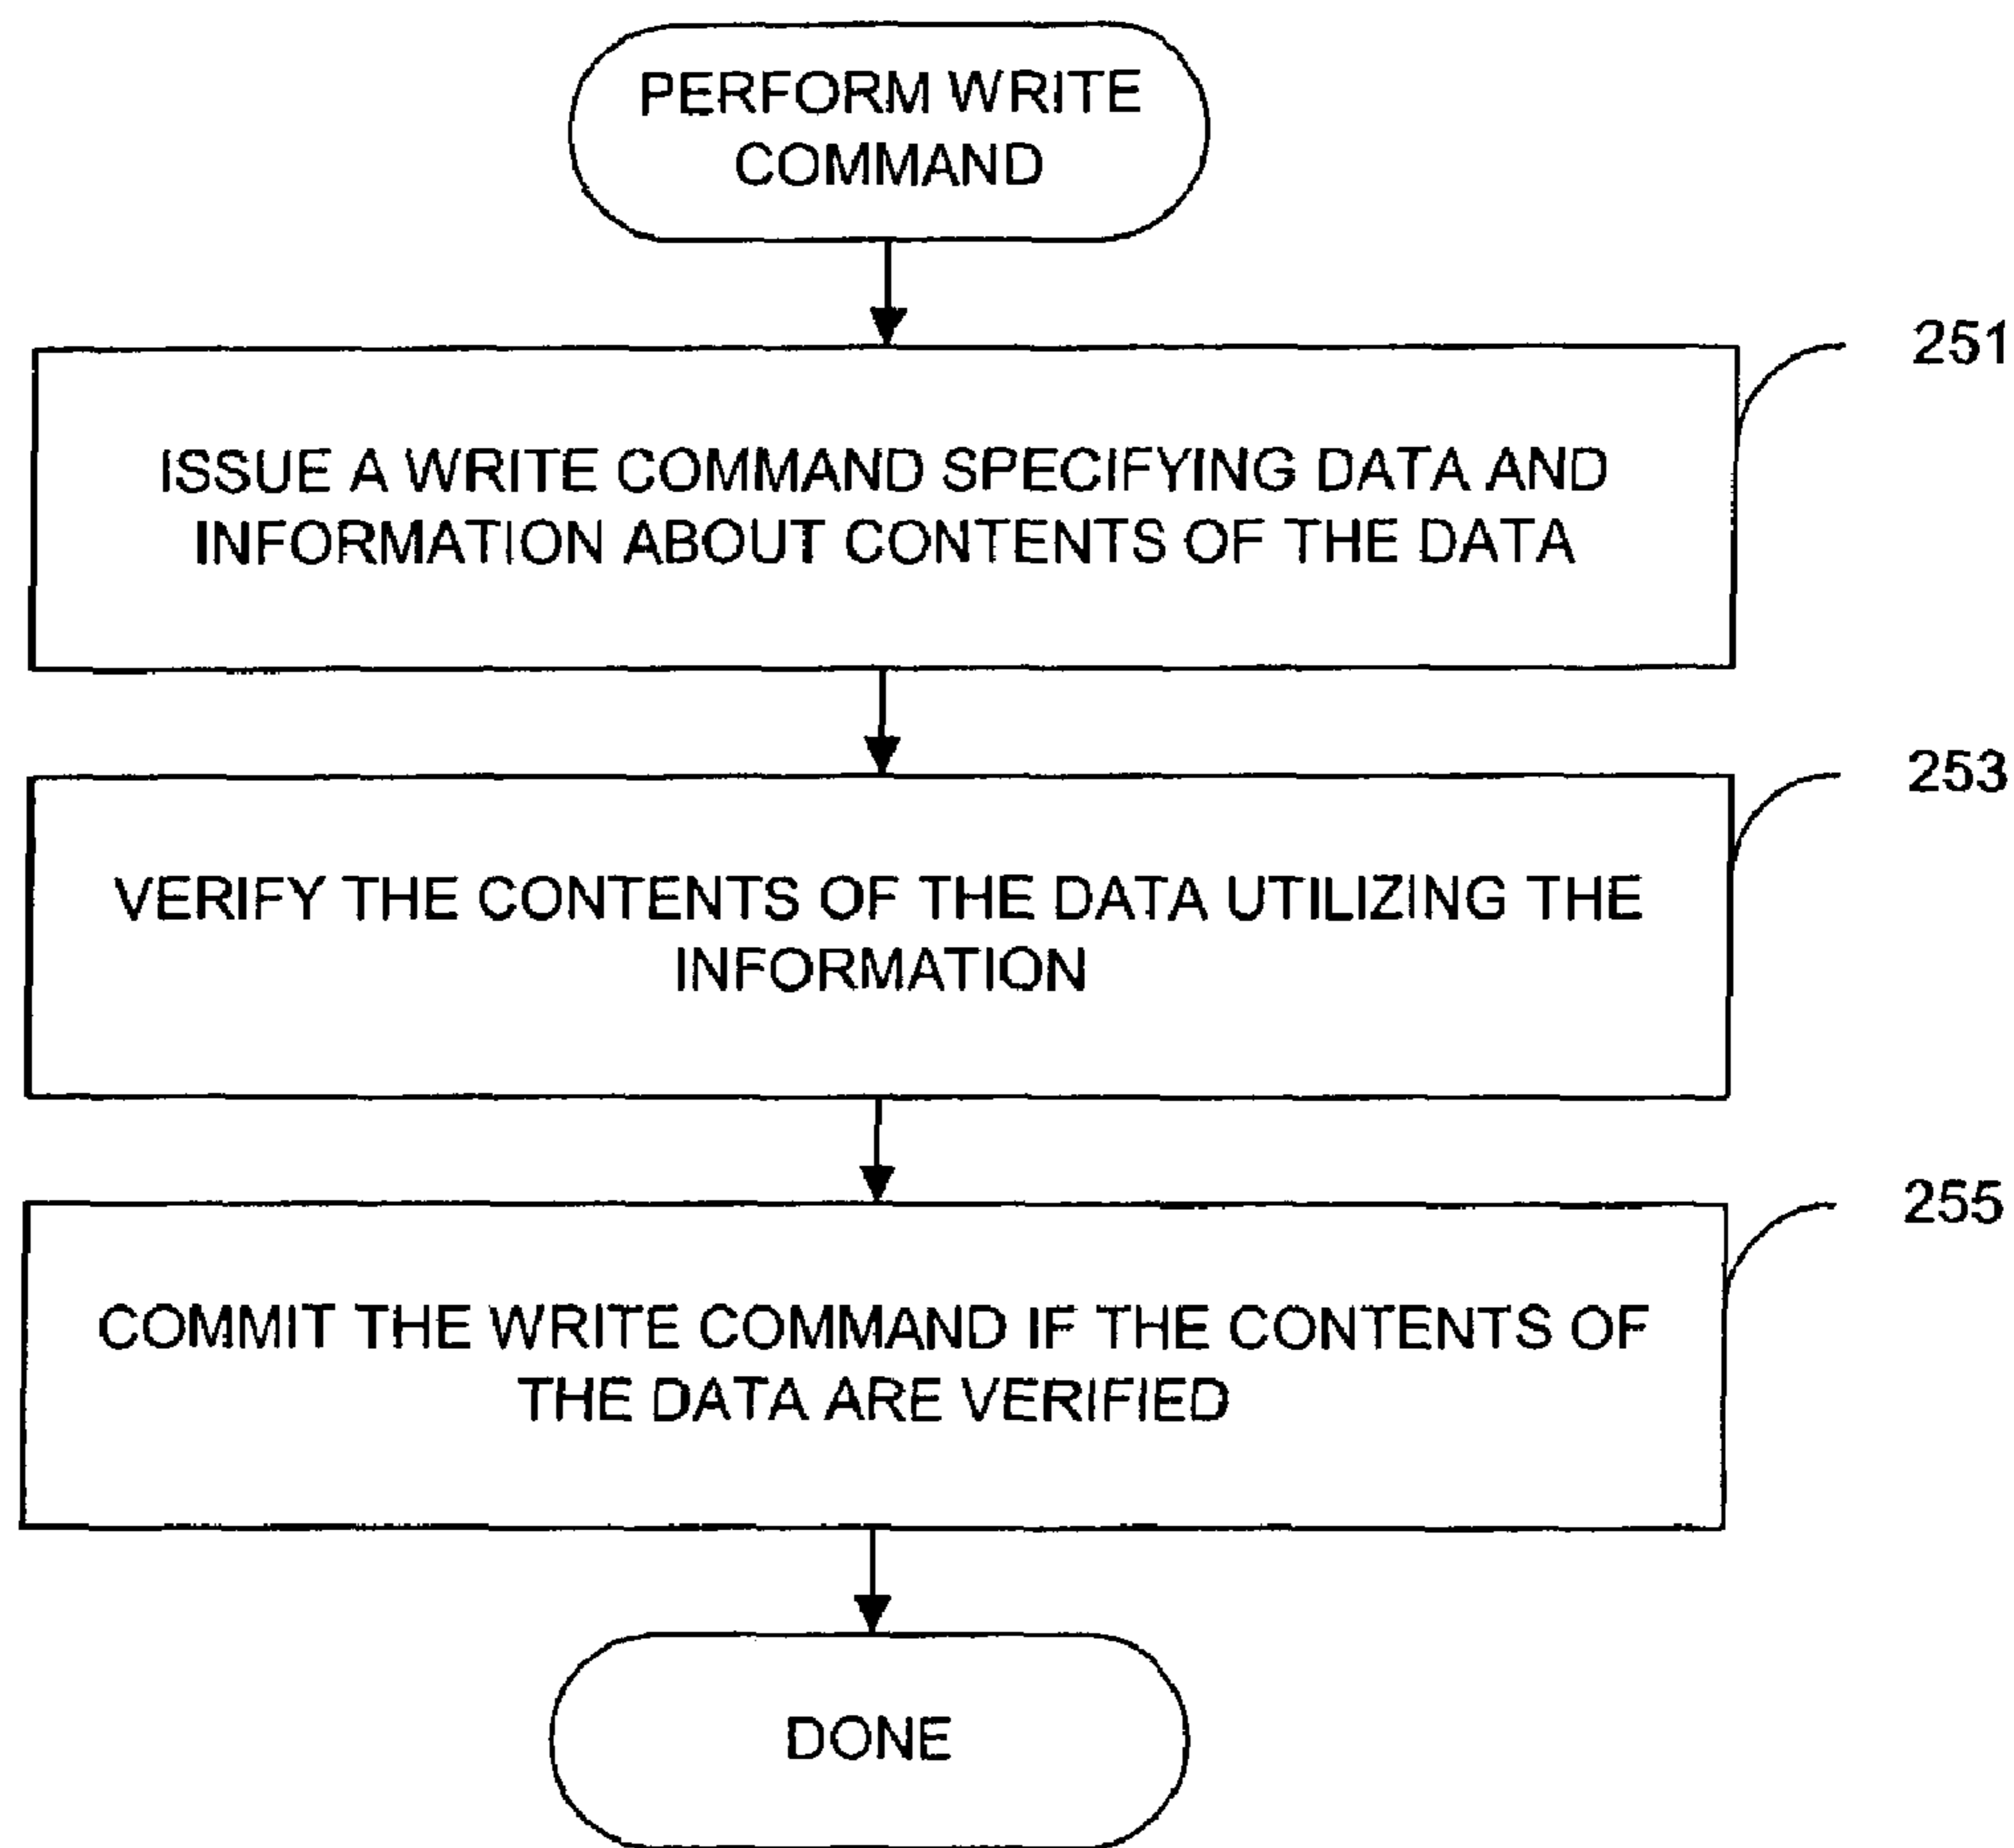 PERFORM WRITE
COMMAND
251
ISSUE A WRITE COMMAND SPECIFYING DATA AND
INFORMATION ABOUT CONTENTS OF THE DATA
253
VERIFY THE CONTENTS OF THE DATA UTILIZING THE
INFORMATION
255
COMMIT THE WRITE COMMAND IF THE CONTENTS OF
THE DATA ARE VERIFIED
DONE